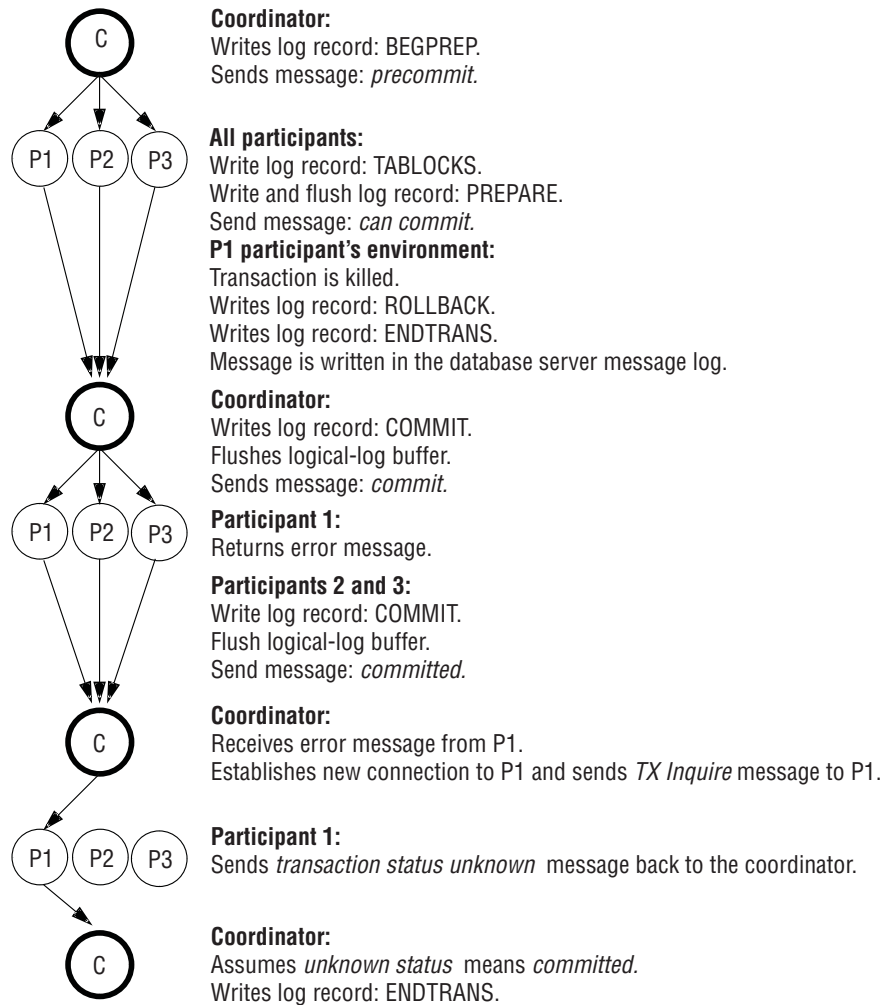 C
Coordinator:
Writes log record: BEGPREP.
Sends message: precommit.
P1 P2 P3
All participants:
Write log record: TABLOCKS.
Write and flush log record: PREPARE.
Send message: can commit.
P1 participant's environment:
Transaction is killed.
Writes log record: ROLLBACK.
Writes log record: ENDTRANS.
Message is written in the database server message log.
C
Coordinator:
Writes log record: COMMIT.
Flushes logical-log buffer.
Sends message: commit.
P1 P2 P3
Participant 1:
Returns error message.
Participants 2 and 3:
Write log record: COMMIT.
Flush logical-log buffer.
Send message: committed.
C
Coordinator:
Receives error message from P1.
Establishes new connection to P1 and sends TX Inquire message to P1.
P1 P2 P3
Participant 1:
Sends transaction status unknown message back to the coordinator.
C
Coordinator:
Assumes unknown status means committed.
Writes log record: ENDTRANS.